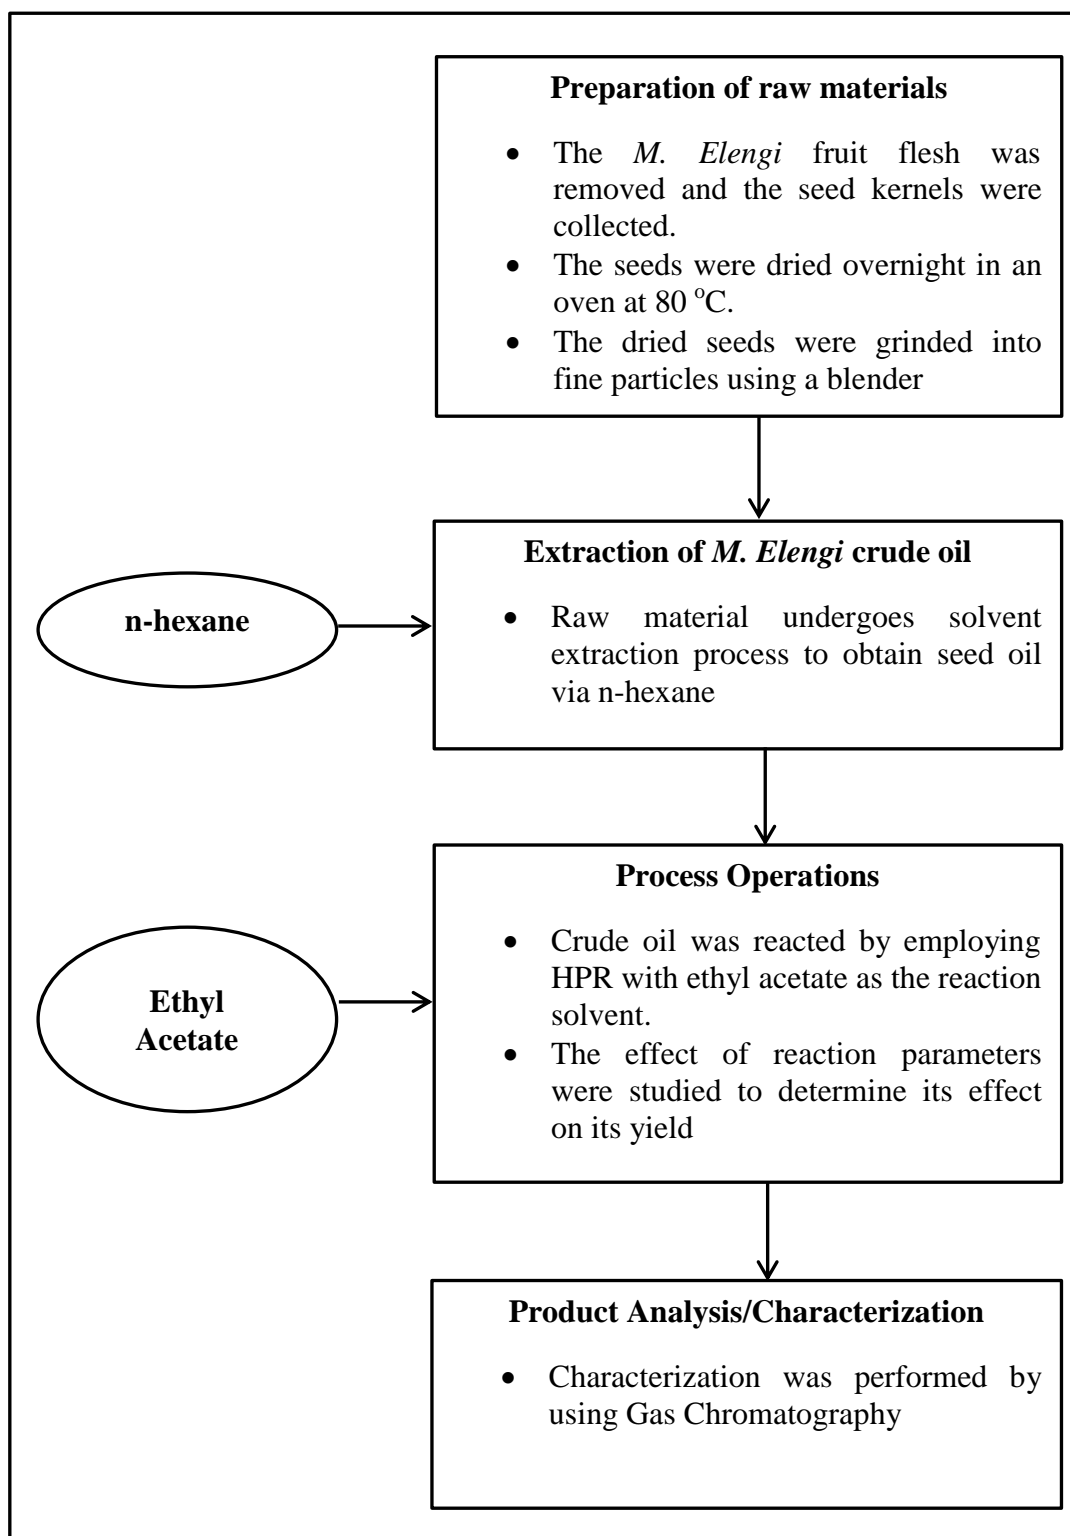 Preparation of raw materials
• The M. Elengi fruit flesh was
removed and the seed kernels were
collected.
• The seeds were dried overnight in an
oven at 80 °C.
• The dried seeds were grinded into
fine particles using a blender
Extraction of M. Elengi crude oil
n-hexane
• Raw material undergoes solvent
extraction process to obtain seed oil
via n-hexane
Process Operations
• Crude oil was reacted by employing
HPR with ethyl acetate as the reaction
solvent.
Ethyl
Acetate
• The effect of reaction parameters
were studied to determine its effect
on its yield
Product Analysis/Characterization
• Characterization was performed by
using Gas Chromatography